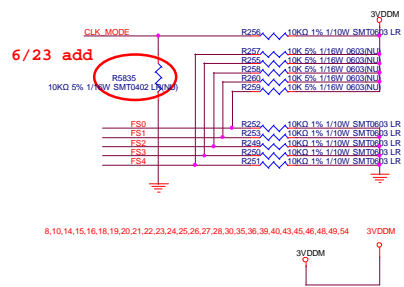 3VDDM
CLK_MODE
R256 10KΩ 1% 1/10W SMT0603 LR
6/23 add
R257 10K 5% 1/16W 0603(NU)
R255 10K 5% 1/16W 0603(NU)
R258 10K 5% 1/16W 0603(NU)
R260 10K 5% 1/16W 0603(NU)
R259 10K 5% 1/16W 0603(NU)
R5835
10KΩ 5% 1/16W SMT0402 LR(NU)
FS0 R252 10KΩ 1% 1/10W SMT0603 LR
FS1 R253 10KΩ 1% 1/10W SMT0603 LR
FS2 R249 10KΩ 1% 1/10W SMT0603 LR
FS3 R250 10KΩ 1% 1/10W SMT0603 LR
FS4 R251 10KΩ 1% 1/10W SMT0603 LR
8,10,14,15,16,18,19,20,21,22,23,24,25,26,27,28,30,35,36,39,40,43,45,46,48,49,54 3VDDM
3VDDM